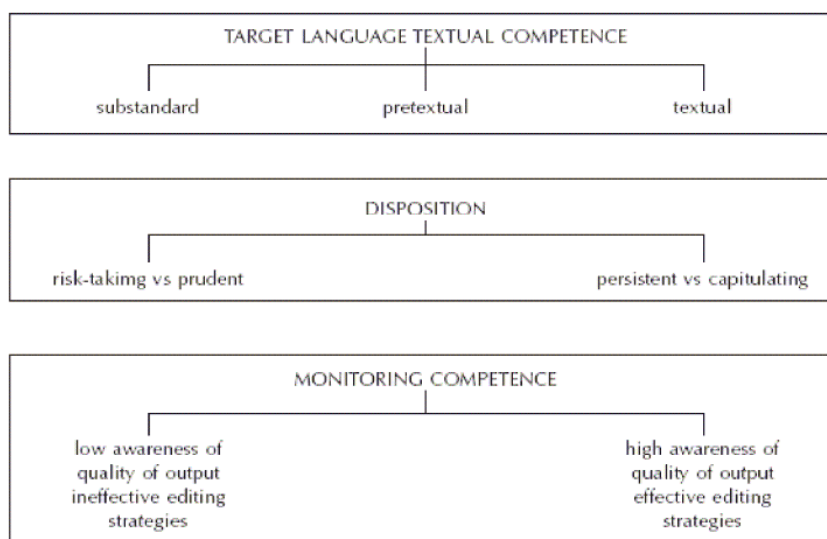 TARGET LANGUAGE TEXTUAL COMPETENCE
substandard pretextual textual
DISPOSITION
risk-takimg vs prudent persistent vs capitulating
MONITORING COMPETENCE
low awareness of high awareness of
quality of output quality of output
ineffective editing effective editing
strategies strategies